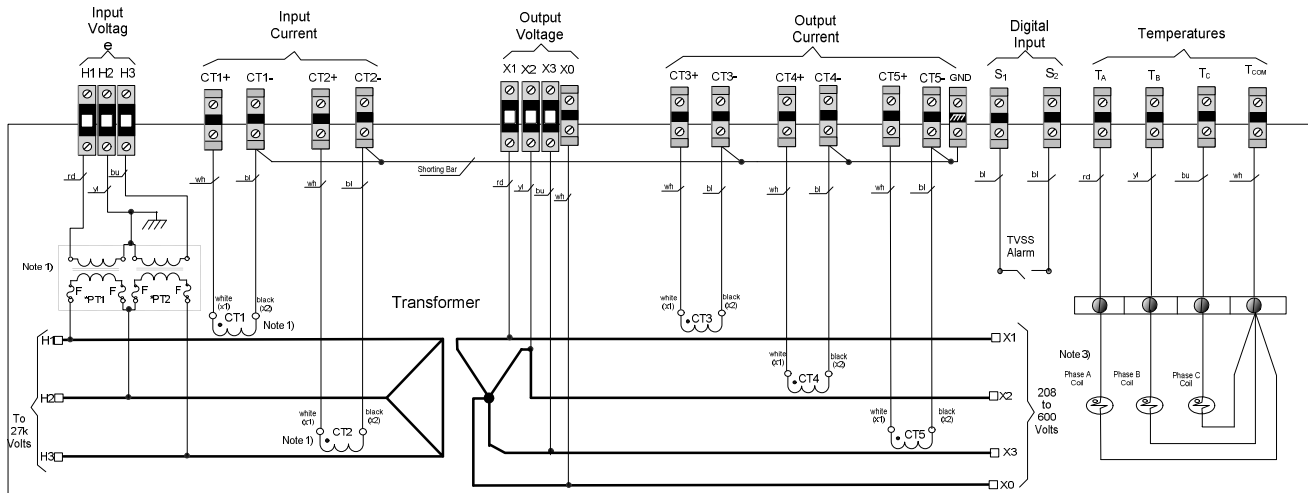 Input
Voltag
e
Input
Current
Output
Voltage
Output
Current
Digital
Input
Temperatures
H1 H2 H3
CT1+ CT1- CT2+ CT2-
X1 X2 X3 X0
CT3+ CT3- CT4+ CT4- CT5+ CT5- GND
S1 S2
TA TB TC TCOM
Shorting Bar
rd yl bu
wh bl wh bl
rd yl bu wh
wh bl wh bl wh bl
bl bl
rd yl bu wh
TVSS
Alarm
Note 1)
F *PT1 F F *PT2 F
Transformer
white
(x1)
black
(x2)
CT1
Note 1)
white
(x1)
black
(x2)
CT3
H1
X1
white
(x1)
black
(x2)
CT4
Note 3)
Phase A
Coil
Phase B
Coil
Phase C
Coil
H2
X2
To
27k
Volts
white
(x1)
black
(x2)
Note 1)
CT2
white
(x1)
black
(x2)
CT5
208
to
600
Volts
H3
X3
X0